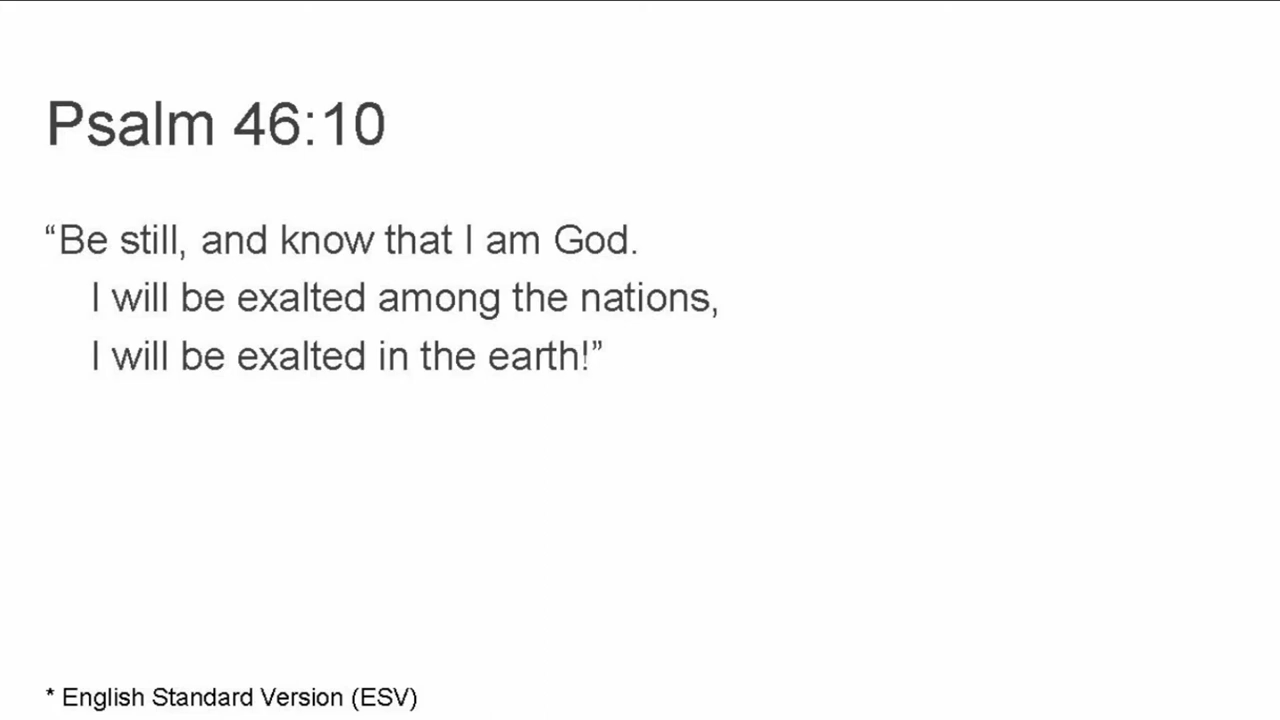 Psalm 46:10
“Be still, and know that I am God.
I will be exalted among the nations,
I will be exalted in the earth!”
* English Standard Version (ESV)